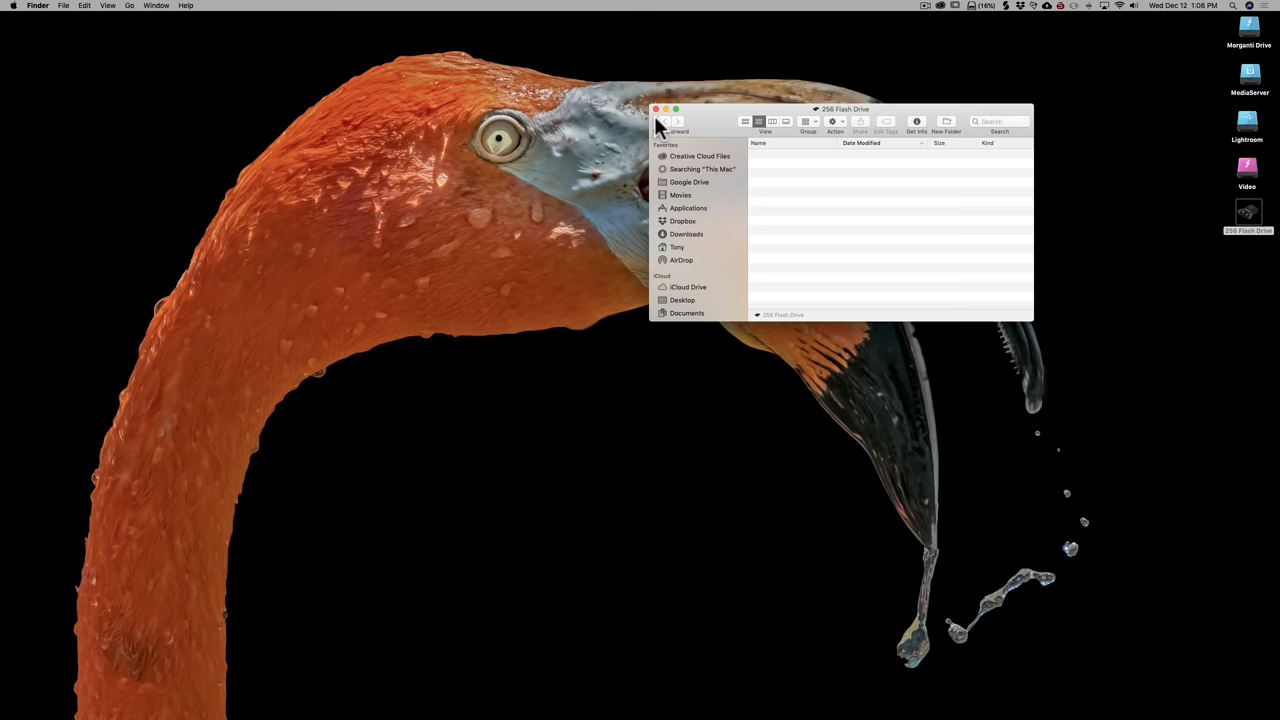 Finder File Edit View Go Window Help
(16%) Wed Dec 12 1:08 PM
Morganti Drive
MediaServer
Lightroom
Video
256 Flash Drive
256 Flash Drive
Search
View Group Action Share Edit Tags Get Info New Folder Search
Favorites
Creative Cloud Files
Searching “This Mac”
Google Drive
Movies
Applications
Dropbox
Downloads
Tony
AirDrop
iCloud
iCloud Drive
Desktop
Documents
Name Date Modified Size Kind
256 Flash Drive